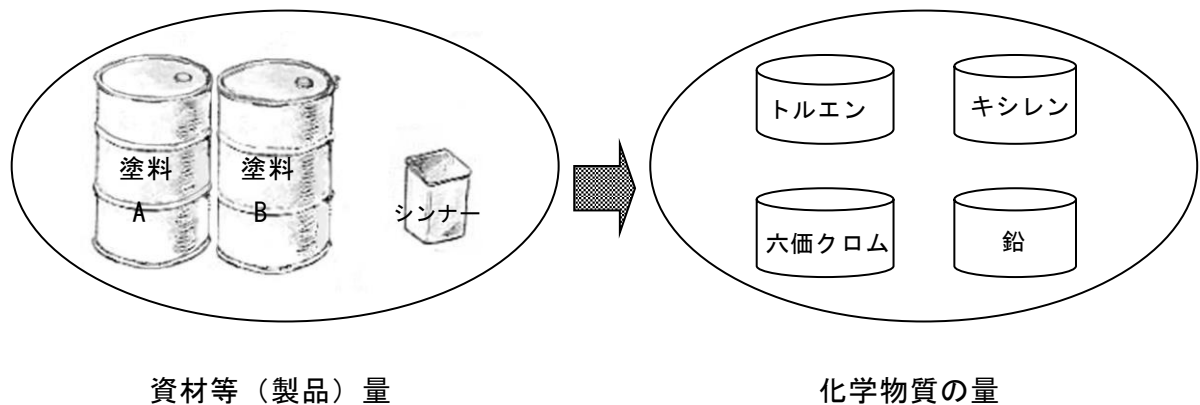 塗料
A
塗料
B
シンナー
トルエン
キシレン
六価クロム
鉛
資材等（製品）量
化学物質の量